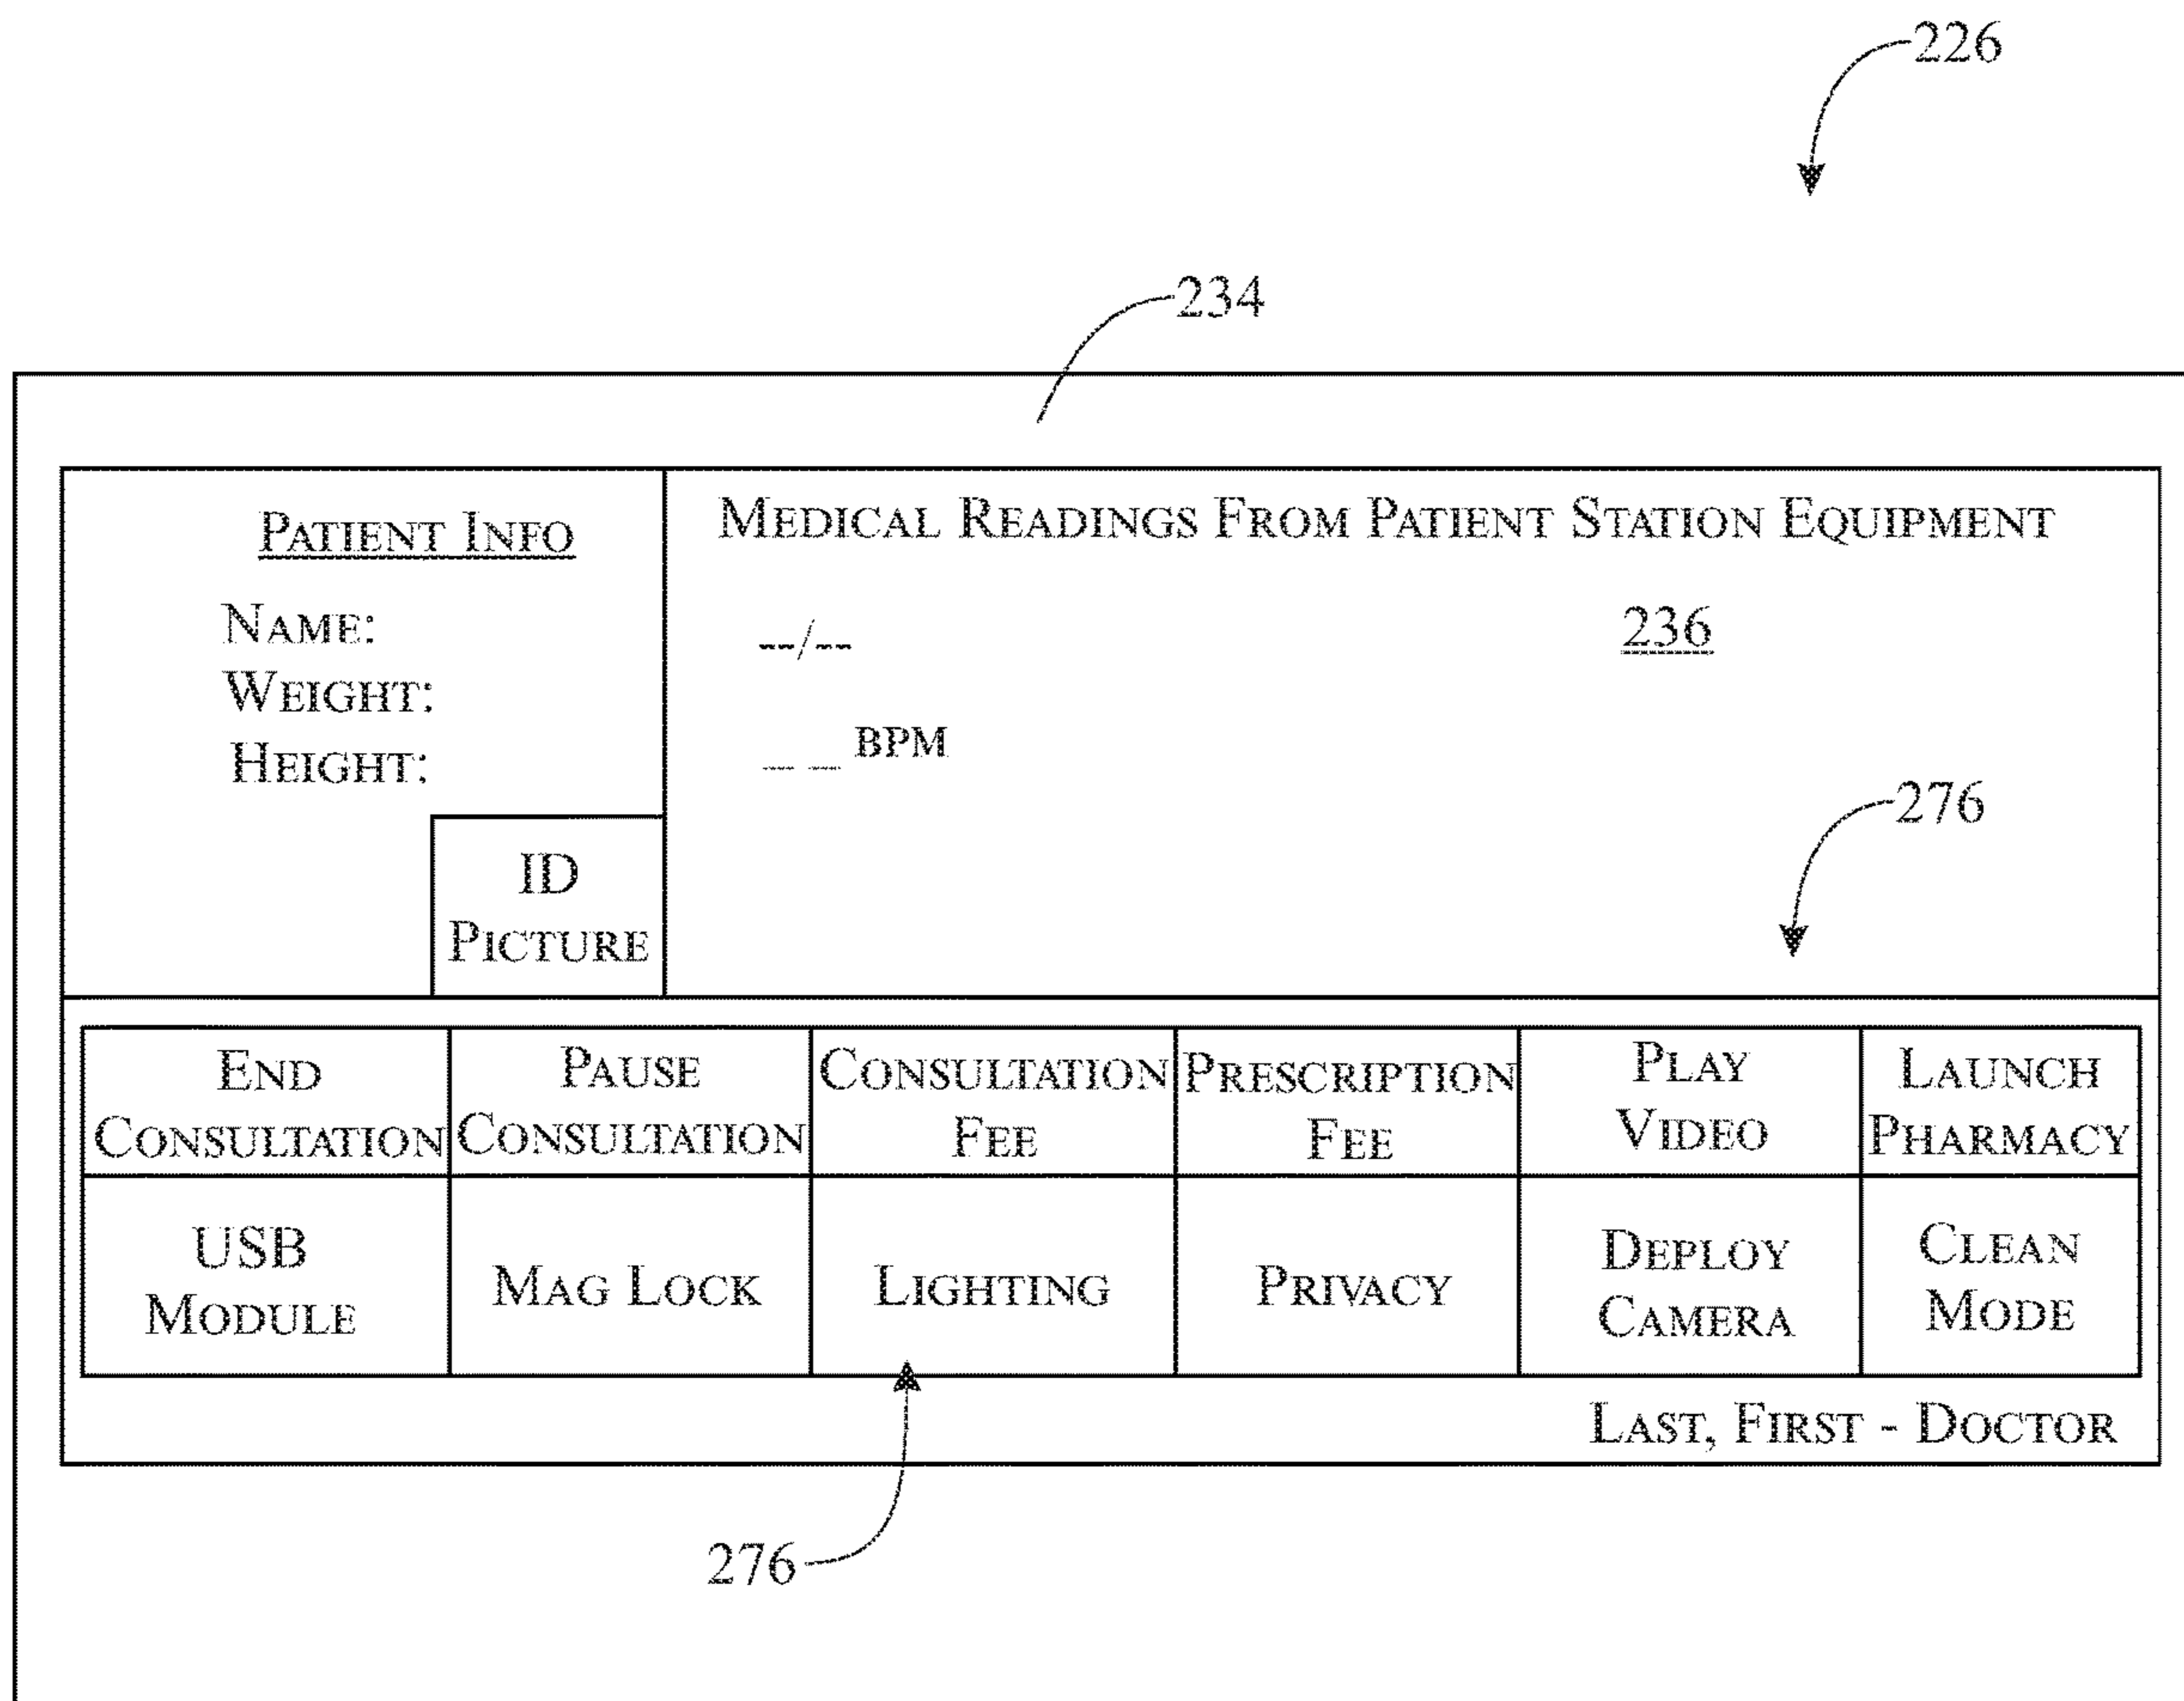 226
234
PATIENT INFO
NAME:
WEIGHT:
HEIGHT:
ID
PICTURE
MEDICAL READINGS FROM PATIENT STATION EQUIPMENT
--/--
236
_ _ BPM
276
END
CONSULTATION
PAUSE
CONSULTATION
CONSULTATION
FEE
PRESCRIPTION
FEE
PLAY
VIDEO
LAUNCH
PHARMACY
USB
MODULE
MAG LOCK
LIGHTING
PRIVACY
DEPLOY
CAMERA
CLEAN
MODE
LAST, FIRST - DOCTOR
276